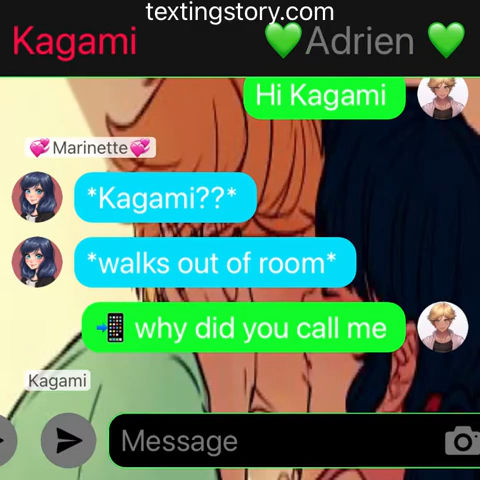 textingstory.com
Kagami 💚Adrien 💚
Hi Kagami
💞Marinette💞
*Kagami??*
*walks out of room*
📲 why did you call me
Kagami
Message